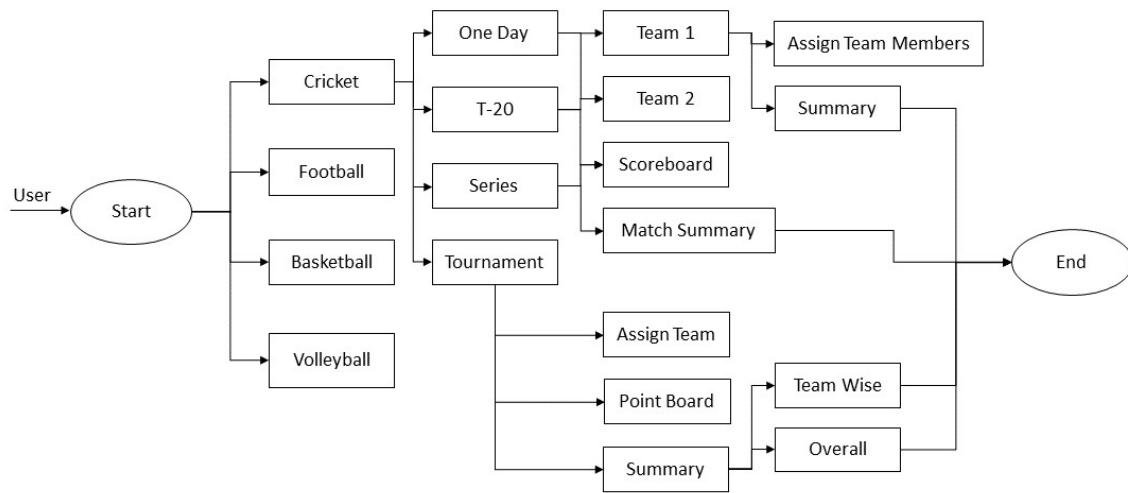 User
Start
Cricket
Football
Basketball
Volleyball
One Day
T-20
Series
Tournament
Team 1
Team 2
Scoreboard
Match Summary
Assign Team
Point Board
Summary
Assign Team Members
Summary
Team Wise
Overall
End